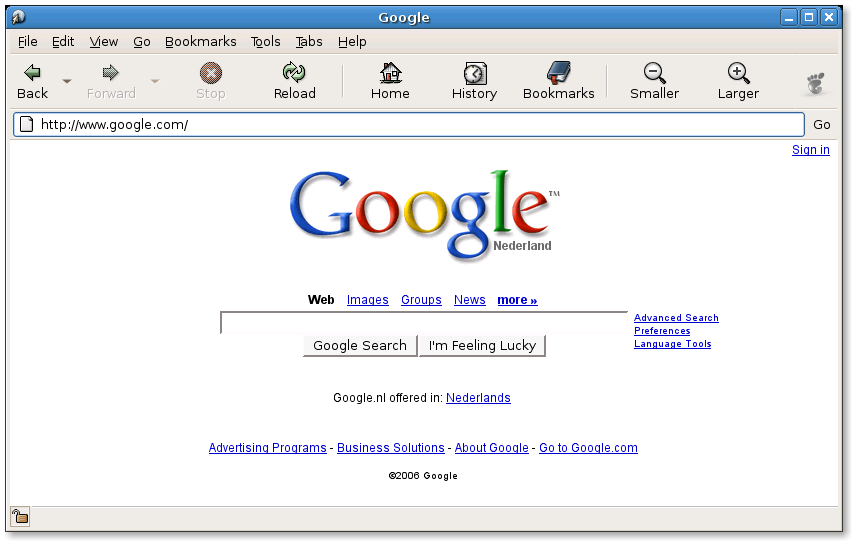 Google
File Edit View Go Bookmarks Tools Tabs Help
Back Forward Stop Reload Home History Bookmarks Smaller Larger
http://www.google.com/ Go
Sign in
Google™
Nederland
Web Images Groups News more »
Advanced Search
Preferences
Language Tools
Google Search I'm Feeling Lucky
Google.nl offered in: Nederlands
Advertising Programs - Business Solutions - About Google - Go to Google.com
©2006 Google